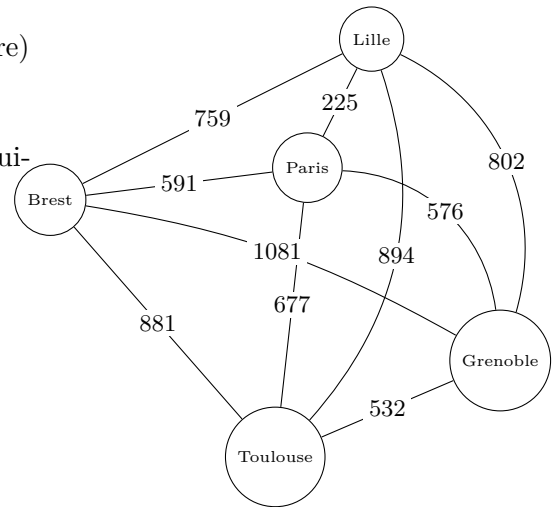 re)
ui-
Lille
759
225
802
Paris
591
Brest
576
1081
894
677
881
Grenoble
532
Toulouse